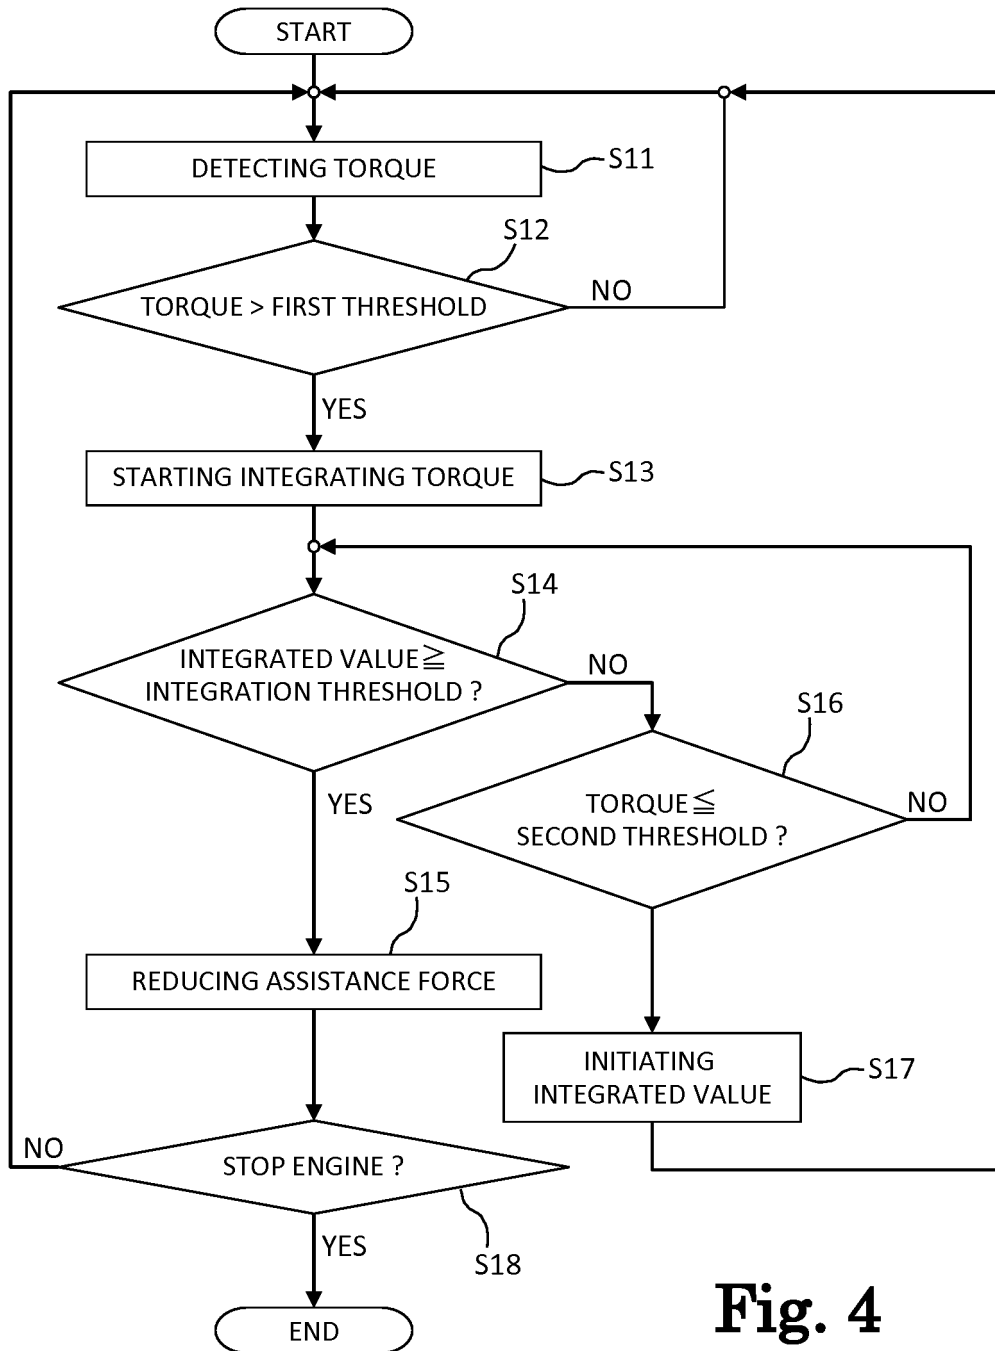 START
DETECTING TORQUE
S11
S12
TORQUE > FIRST THRESHOLD
NO
YES
STARTING INTEGRATING TORQUE
S13
S14
INTEGRATED VALUE≧
INTEGRATION THRESHOLD ?
NO
YES
S16
TORQUE≦
SECOND THRESHOLD ?
NO
S15
REDUCING ASSISTANCE FORCE
INITIATING
INTEGRATED VALUE
S17
NO
STOP ENGINE ?
S18
YES
END
Fig. 4